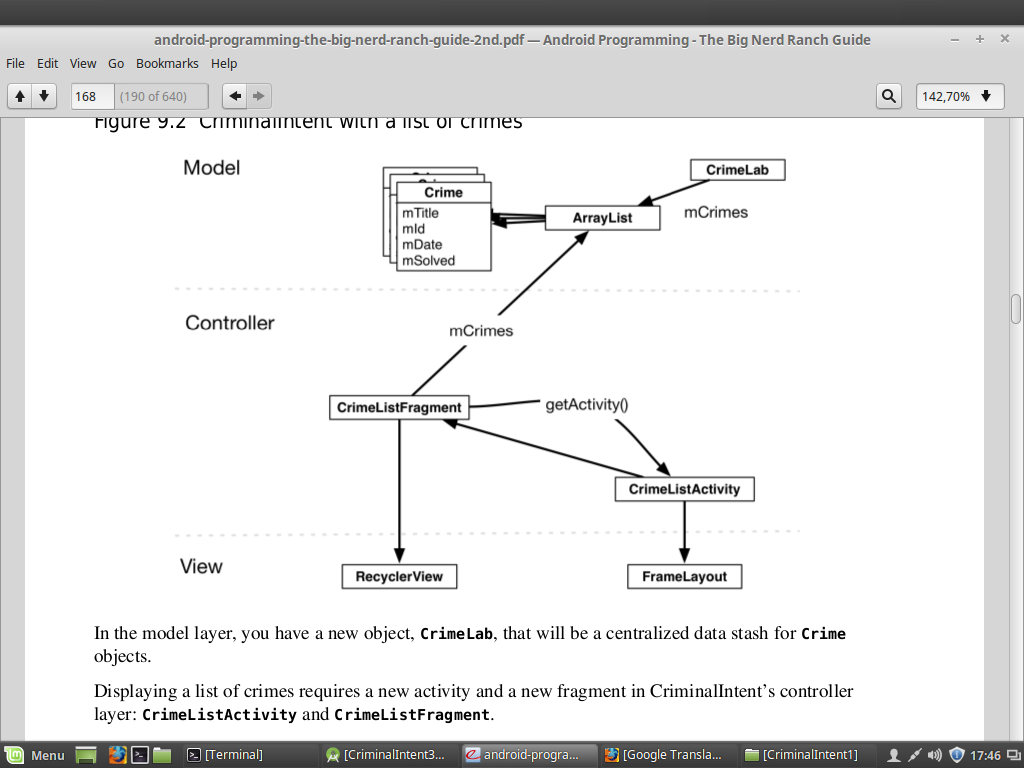 android-programming-the-big-nerd-ranch-guide-2nd.pdf — Android Programming - The Big Nerd Ranch Guide
File Edit View Go Bookmarks Help
168 (190 of 640) 142,70%
Figure 9.2 CriminalIntent with a list of crimes
Model
CrimeLab
Crime
mTitle
mId
mDate
mSolved
ArrayList
mCrimes
Controller
mCrimes
CrimeListFragment
getActivity()
CrimeListActivity
View
RecyclerView
FrameLayout
In the model layer, you have a new object, CrimeLab, that will be a centralized data stash for Crime
objects.
Displaying a list of crimes requires a new activity and a new fragment in CriminalIntent’s controller
layer: CrimeListActivity and CrimeListFragment.
Menu [Terminal] [CriminalIntent3... android-progra... [Google Transla... [CriminalIntent1] 17:46